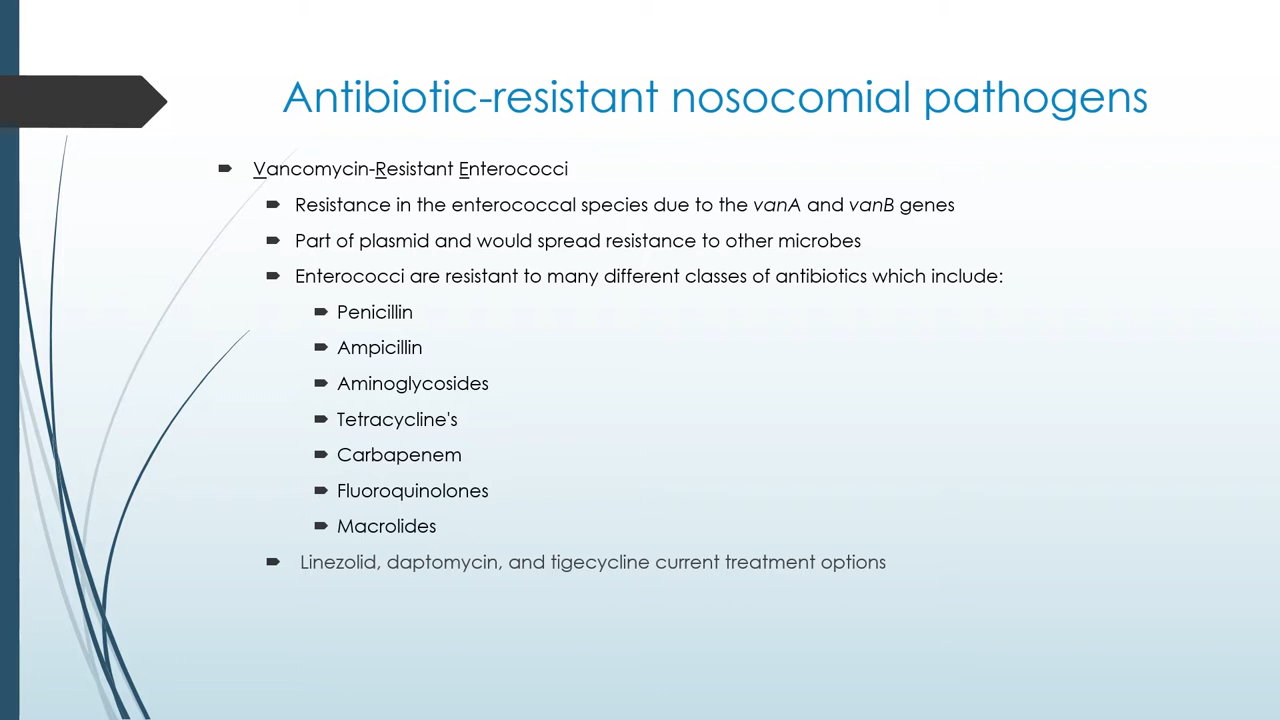 Antibiotic-resistant nosocomial pathogens
Vancomycin-Resistant Enterococci
Resistance in the enterococcal species due to the vanA and vanB genes
Part of plasmid and would spread resistance to other microbes
Enterococci are resistant to many different classes of antibiotics which include:
Penicillin
Ampicillin
Aminoglycosides
Tetracycline's
Carbapenem
Fluoroquinolones
Macrolides
Linezolid, daptomycin, and tigecycline current treatment options